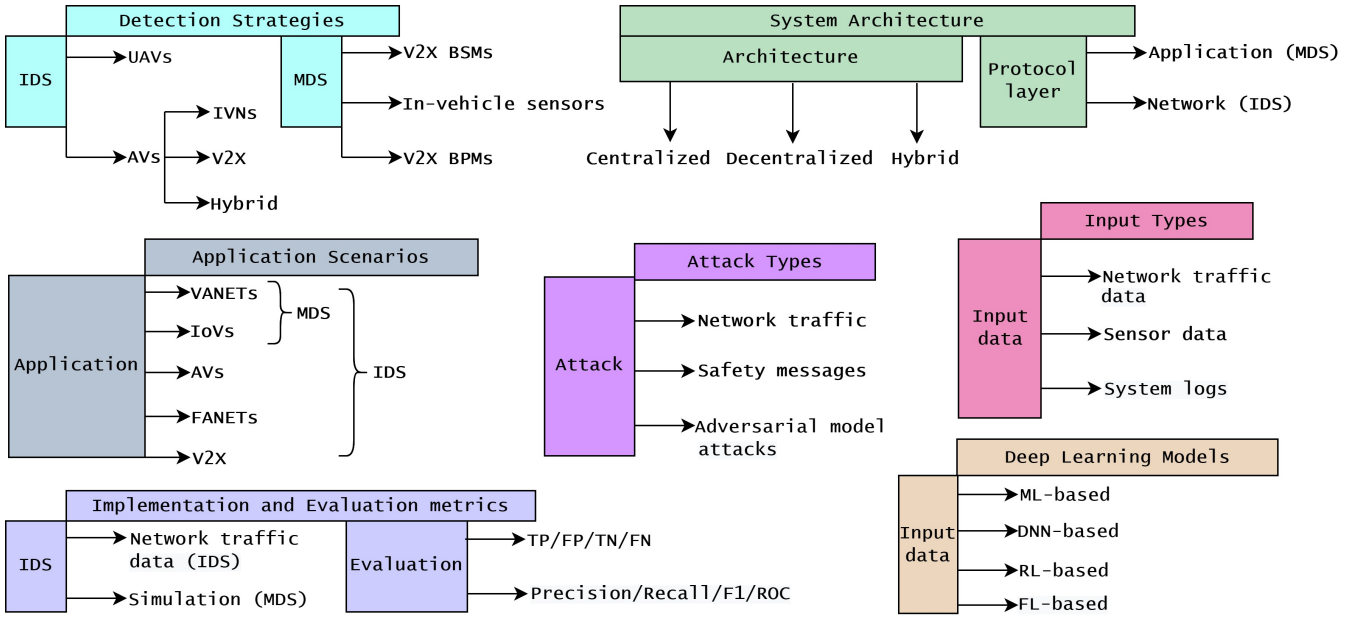 Detection Strategies
IDS
UAVs
AVs
IVNs
V2X
Hybrid
MDS
V2X BSMs
In-vehicle sensors
V2X BPMs
System Architecture
Architecture
Centralized
Decentralized
Hybrid
Protocol
layer
Application (MDS)
Network (IDS)
Application Scenarios
Application
VANETs
IoVs
AVs
FANETs
V2X
MDS
IDS
Attack Types
Attack
Network traffic
Safety messages
Adversarial model
attacks
Input Types
Input
data
Network traffic
data
Sensor data
System logs
Implementation and Evaluation metrics
IDS
Network traffic
data (IDS)
Simulation (MDS)
Evaluation
TP/FP/TN/FN
Precision/Recall/F1/ROC
Deep Learning Models
Input
data
ML-based
DNN-based
RL-based
FL-based